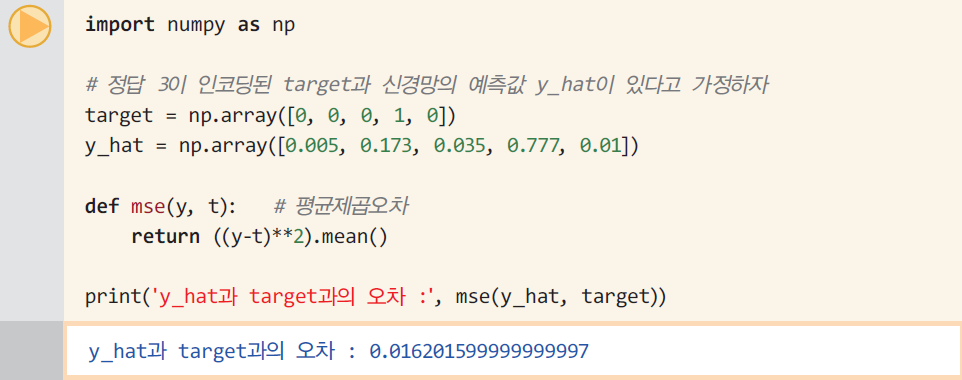 import numpy as np
# 정답 3이 인코딩된 target과 신경망의 예측값 y_hat이 있다고 가정하자
target = np.array([0, 0, 0, 1, 0])
y_hat = np.array([0.005, 0.173, 0.035, 0.777, 0.01])
def mse(y, t):   # 평균제곱오차
    return ((y-t)**2).mean()
print('y_hat과 target과의 오차 :', mse(y_hat, target))
y_hat과 target과의 오차 : 0.016201599999999997